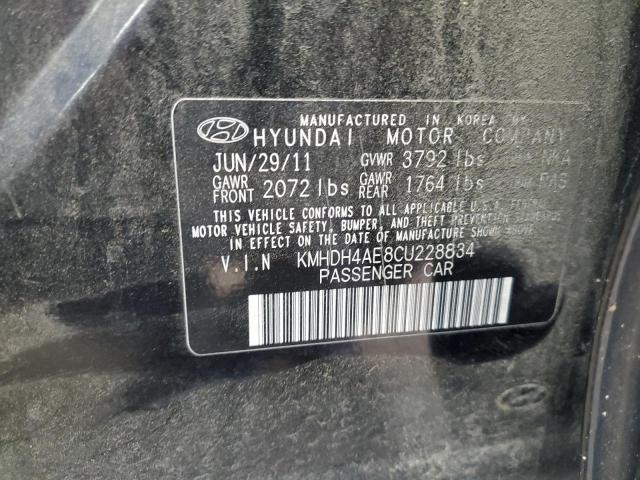 MANUFACTURED IN KOREA BY
HYUNDAI MOTOR COMPANY
JUN/29/11 GVWR 3792 lbs
GAWR FRONT 2072 lbs GAWR REAR 1764 lbs
THIS VEHICLE CONFORMS TO ALL APPLICABLE U.S.
MOTOR VEHICLE SAFETY, BUMPER, AND THEFT PREVENTION STANDARDS
IN EFFECT ON THE DATE OF MANUFACTURE SHOWN ABOVE.
V.I.N KMHDH4AE8CU228834
PASSENGER CAR